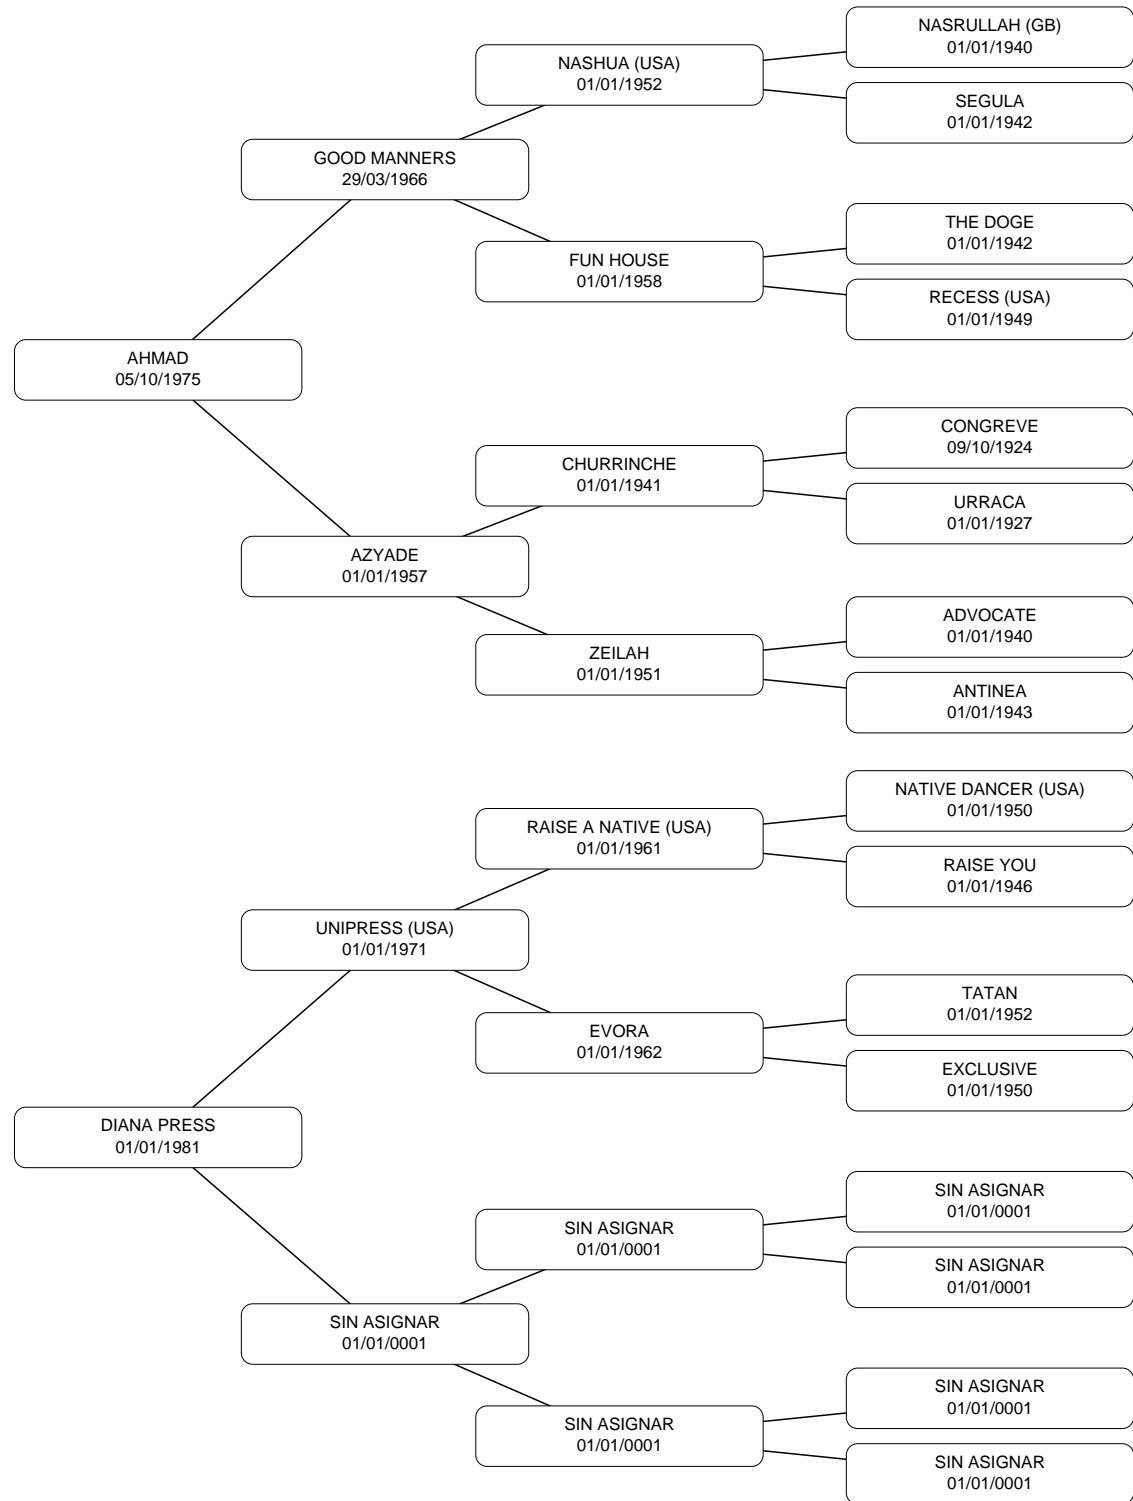 NASRULLAH (GB)
01/01/1940
NASHUA (USA)
01/01/1952
SEGULA
01/01/1942
GOOD MANNERS
29/03/1966
THE DOGE
01/01/1942
FUN HOUSE
01/01/1958
RECESS (USA)
01/01/1949
AHMAD
05/10/1975
CONGREVE
09/10/1924
CHURRINCHE
01/01/1941
URRACA
01/01/1927
AZYADE
01/01/1957
ADVOCATE
01/01/1940
ZEILAH
01/01/1951
ANTINEA
01/01/1943
NATIVE DANCER (USA)
01/01/1950
RAISE A NATIVE (USA)
01/01/1961
RAISE YOU
01/01/1946
UNIPRESS (USA)
01/01/1971
TATAN
01/01/1952
EVORA
01/01/1962
EXCLUSIVE
01/01/1950
DIANA PRESS
01/01/1981
SIN ASIGNAR
01/01/0001
SIN ASIGNAR
01/01/0001
SIN ASIGNAR
01/01/0001
SIN ASIGNAR
01/01/0001
SIN ASIGNAR
01/01/0001
SIN ASIGNAR
01/01/0001
SIN ASIGNAR
01/01/0001